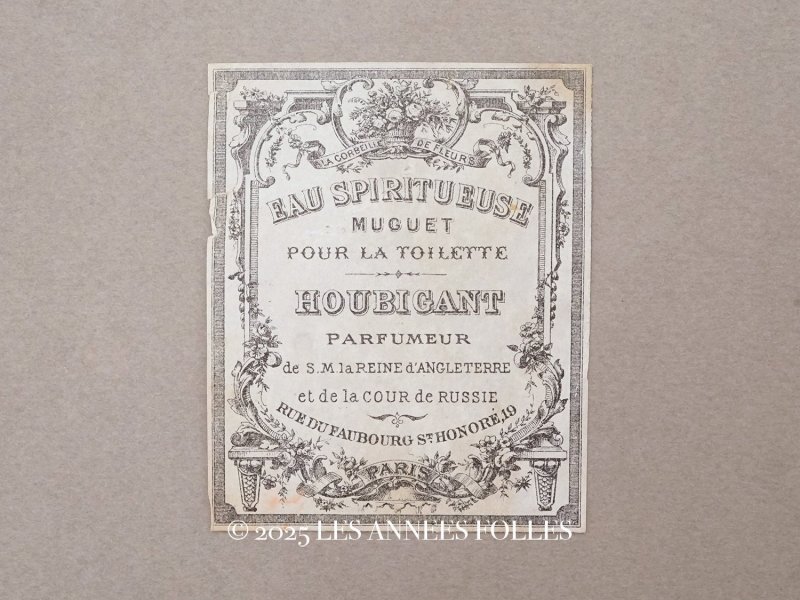 LA CORBEILLE DE FLEURS
EAU SPIRITUEUSE
MUGUET
POUR LA TOILETTE
HOUBIGANT
PARFUMEUR
de S.M. la REINE d'ANGLETERRE
et de la COUR de RUSSIE
RUE DU FAUBOURG ST. HONORÉ, 19
PARIS
© 2025 LES ANNEES FOLLES